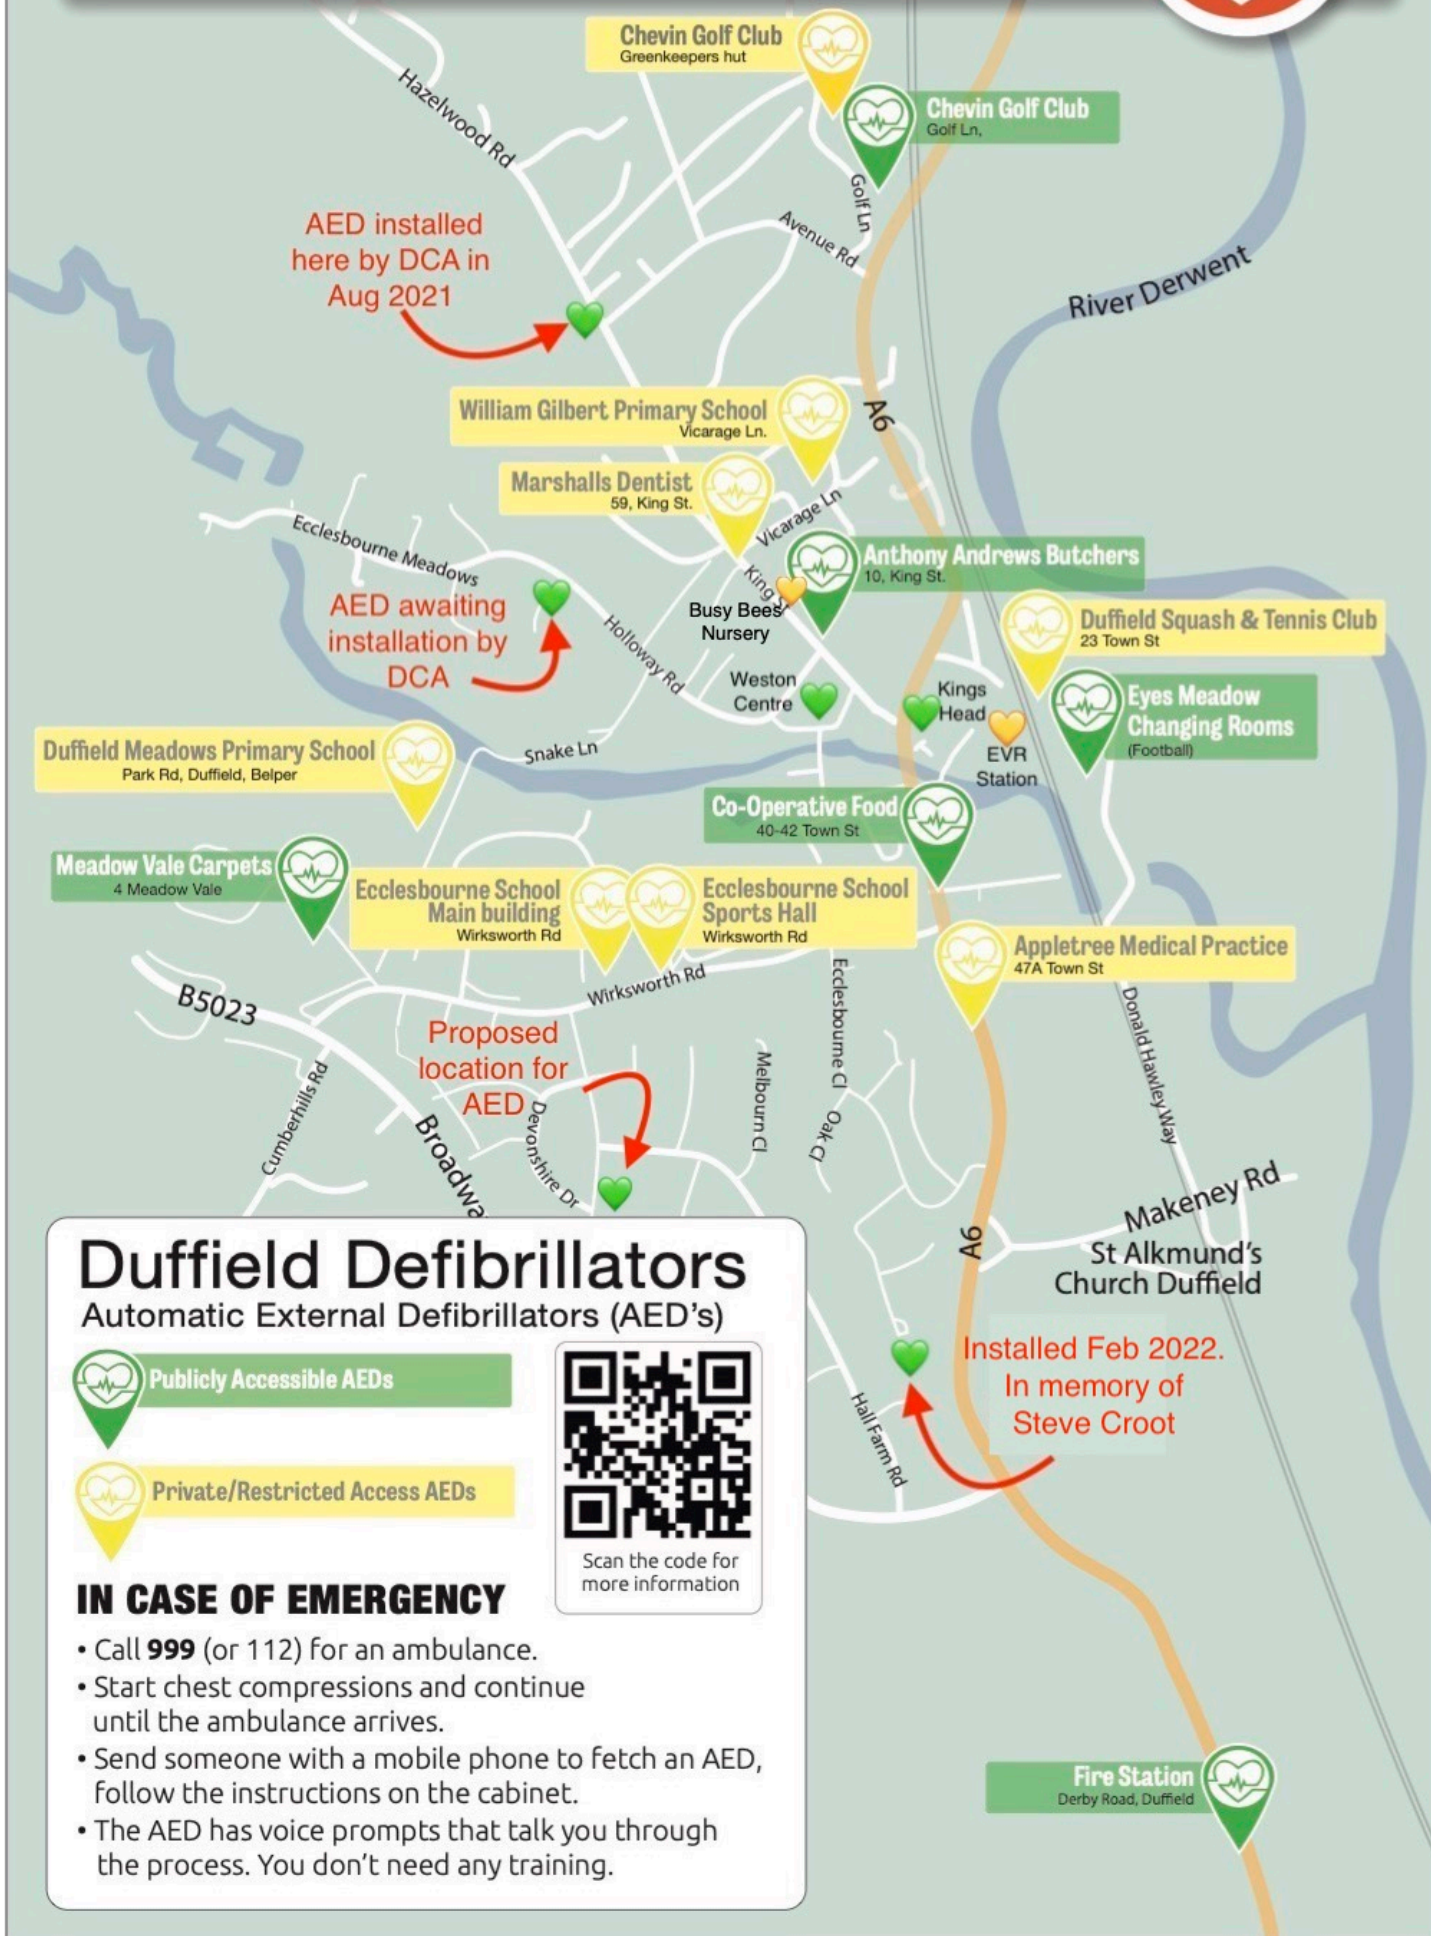 Chevin Golf Club
Greenkeepers hut
Chevin Golf Club
Golf Ln,
Hazelwood Rd
Golf Ln
Avenue Rd
AED installed
here by DCA in
Aug 2021
River Derwent
A6
William Gilbert Primary School
Vicarage Ln.
Marshalls Dentist
59, King St.
Vicarage Ln
Ecclesbourne Meadows
Anthony Andrews Butchers
10, King St.
King St
Busy Bees
Nursery
AED awaiting
installation by
DCA
Holloway Rd
Duffield Squash & Tennis Club
23 Town St
Weston
Centre
Kings
Head
Eyes Meadow
Changing Rooms
(Football)
EVR
Station
Snake Ln
Duffield Meadows Primary School
Park Rd, Duffield, Belper
Co-Operative Food
40-42 Town St
Meadow Vale Carpets
4 Meadow Vale
Ecclesbourne School
Main building
Wirksworth Rd
Ecclesbourne School
Sports Hall
Wirksworth Rd
Appletree Medical Practice
47A Town St
B5023
Wirksworth Rd
Ecclesbourne Cl
Donald Hawley Way
Proposed
location for
AED
Cumberhills Rd
Broadwa
Devonshire Dr
Melbourn Cl
Oak Cl
Makeney Rd
A6
St Alkmund's
Church Duffield
Installed Feb 2022.
In memory of
Steve Croot
Hall Farm Rd
Duffield Defibrillators
Automatic External Defibrillators (AED's)
Publicly Accessible AEDs
Private/Restricted Access AEDs
Scan the code for
more information
IN CASE OF EMERGENCY
• Call 999 (or 112) for an ambulance.
• Start chest compressions and continue
until the ambulance arrives.
• Send someone with a mobile phone to fetch an AED,
follow the instructions on the cabinet.
• The AED has voice prompts that talk you through
the process. You don't need any training.
Fire Station
Derby Road, Duffield